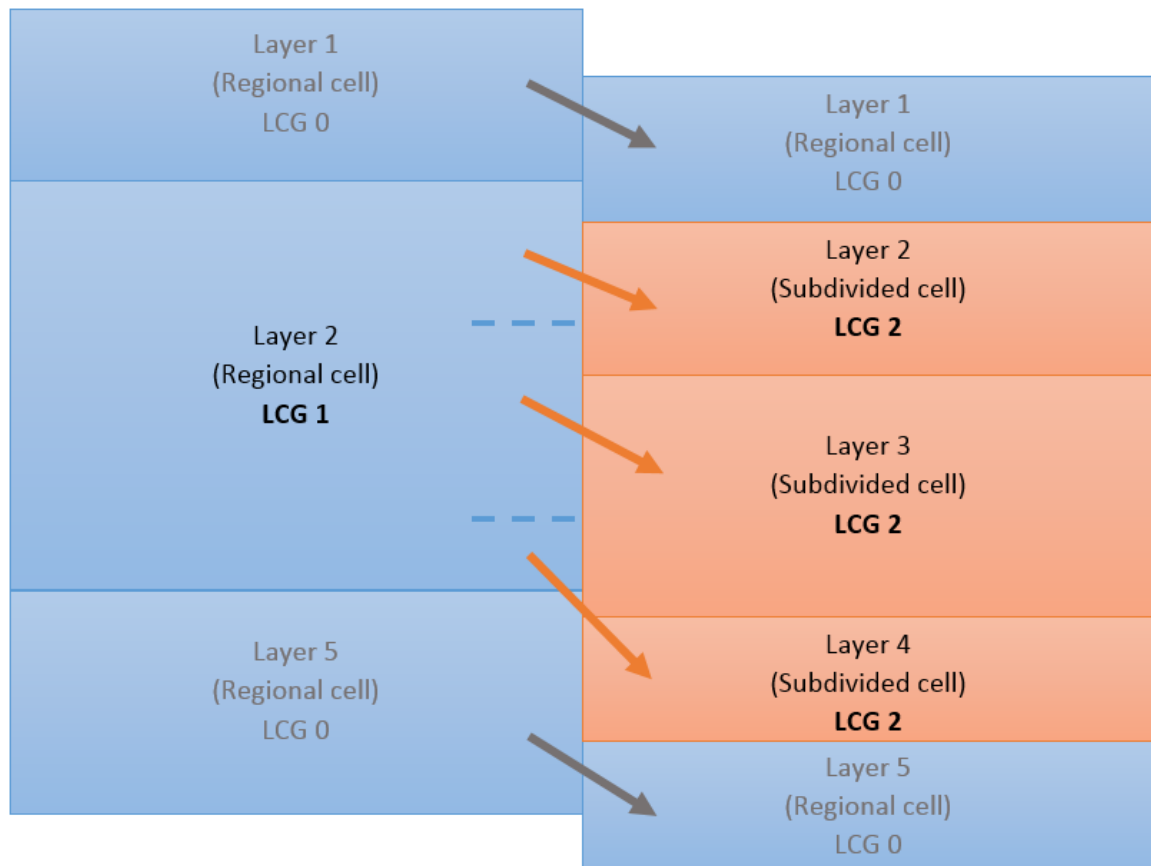 Layer 1
(Regional cell)
LCG 0
Layer 2
(Regional cell)
LCG 1
Layer 5
(Regional cell)
LCG 0
Layer 1
(Regional cell)
LCG 0
Layer 2
(Subdivided cell)
LCG 2
Layer 3
(Subdivided cell)
LCG 2
Layer 4
(Subdivided cell)
LCG 2
Layer 5
(Regional cell)
LCG 0